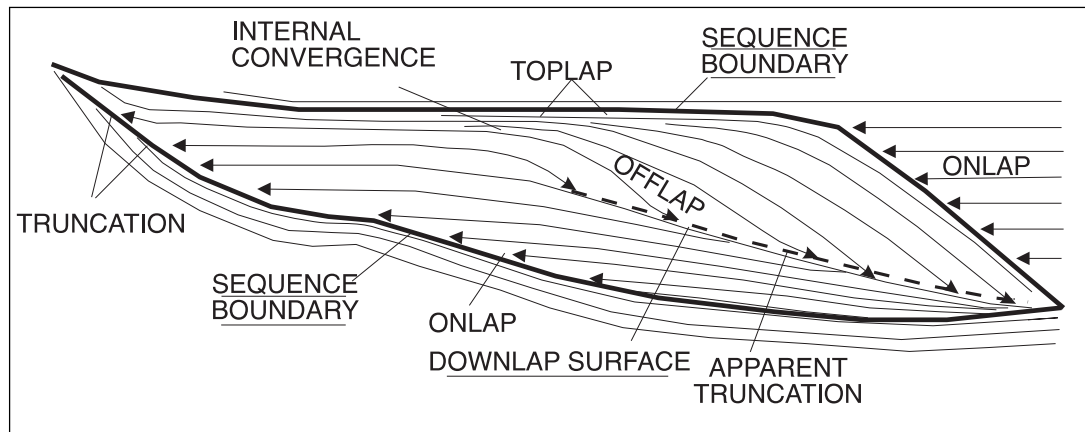 INTERNAL
CONVERGENCE
TOPLAP
SEQUENCE
BOUNDARY
ONLAP
OFFLAP
TRUNCATION
SEQUENCE
BOUNDARY
ONLAP
DOWNLAP SURFACE
APPARENT
TRUNCATION